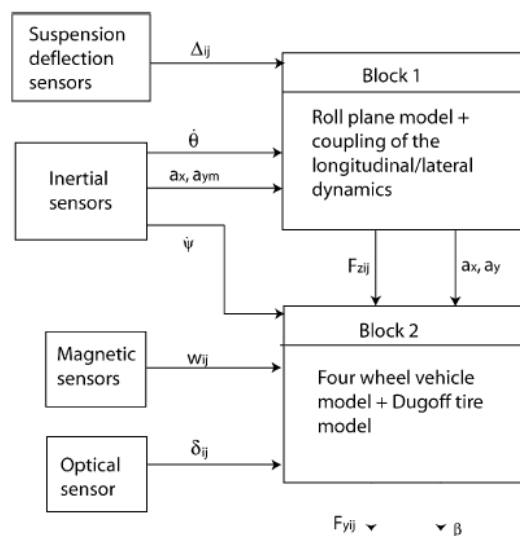 Suspension
deflection
sensors
Δij
Block 1
Roll plane model +
coupling of the
longitudinal/lateral
dynamics
θ̇
ax, aym
Inertial
sensors
ψ̇
Fzij
ax, ay
Block 2
Four wheel vehicle
model + Dugoff tire
model
Magnetic
sensors
wij
Optical
sensor
δij
Fyij
β